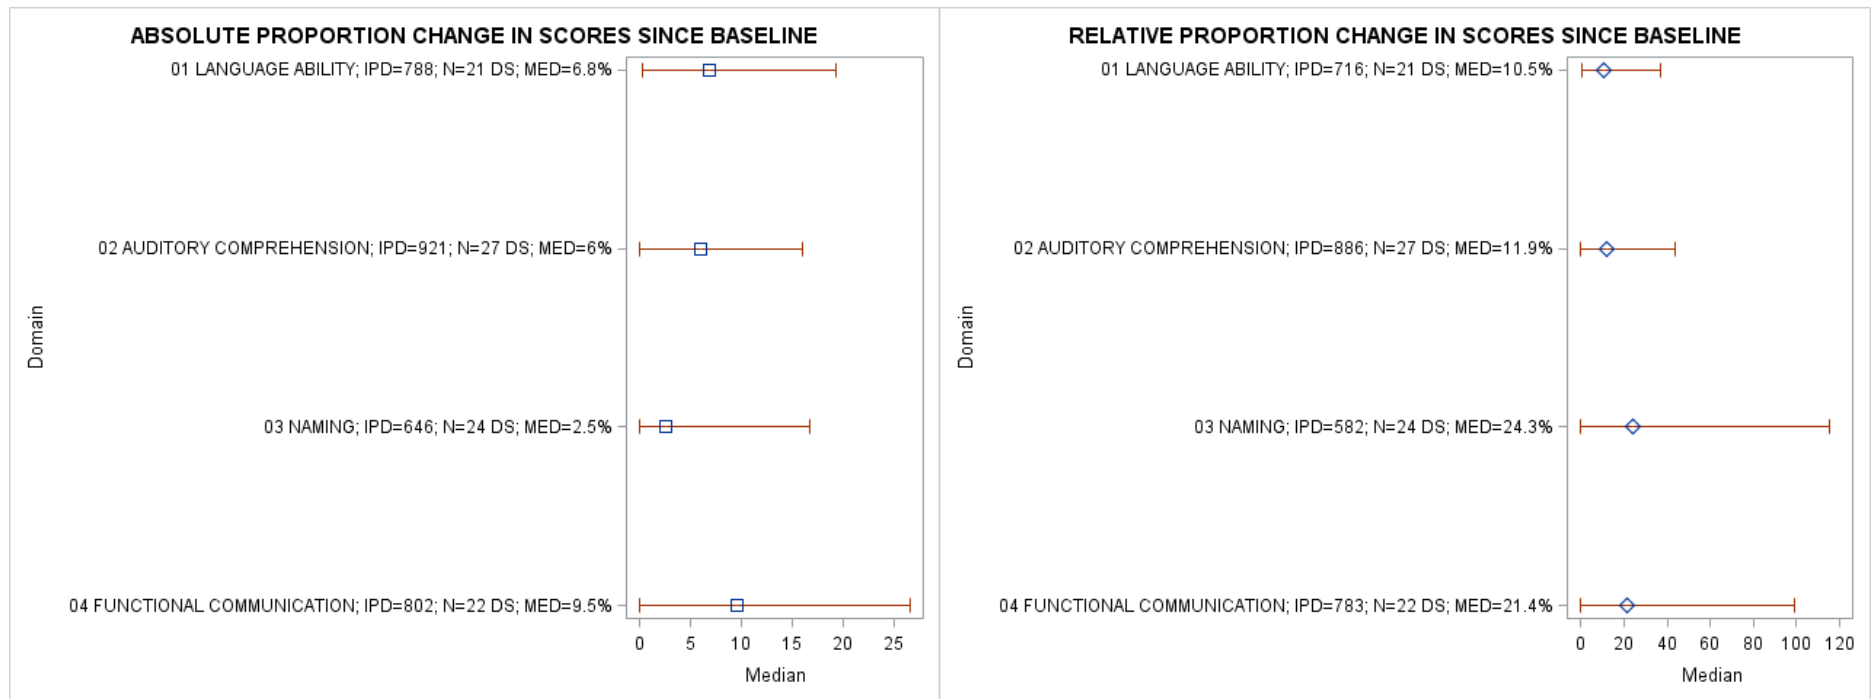 ABSOLUTE PROPORTION CHANGE IN SCORES SINCE BASELINE
01 LANGUAGE ABILITY; IPD=788; N=21 DS; MED=6.8%
02 AUDITORY COMPREHENSION; IPD=921; N=27 DS; MED=6%
Domain
03 NAMING; IPD=646; N=24 DS; MED=2.5%
04 FUNCTIONAL COMMUNICATION; IPD=802; N=22 DS; MED=9.5%
0 5 10 15 20 25
Median
RELATIVE PROPORTION CHANGE IN SCORES SINCE BASELINE
01 LANGUAGE ABILITY; IPD=716; N=21 DS; MED=10.5%
02 AUDITORY COMPREHENSION; IPD=886; N=27 DS; MED=11.9%
Domain
03 NAMING; IPD=582; N=24 DS; MED=24.3%
04 FUNCTIONAL COMMUNICATION; IPD=783; N=22 DS; MED=21.4%
0 20 40 60 80 100 120
Median